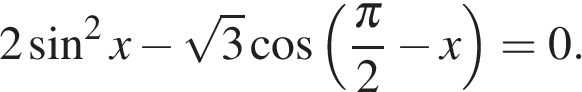 2 sin² x − √3 cos (π/2 − x) = 0.